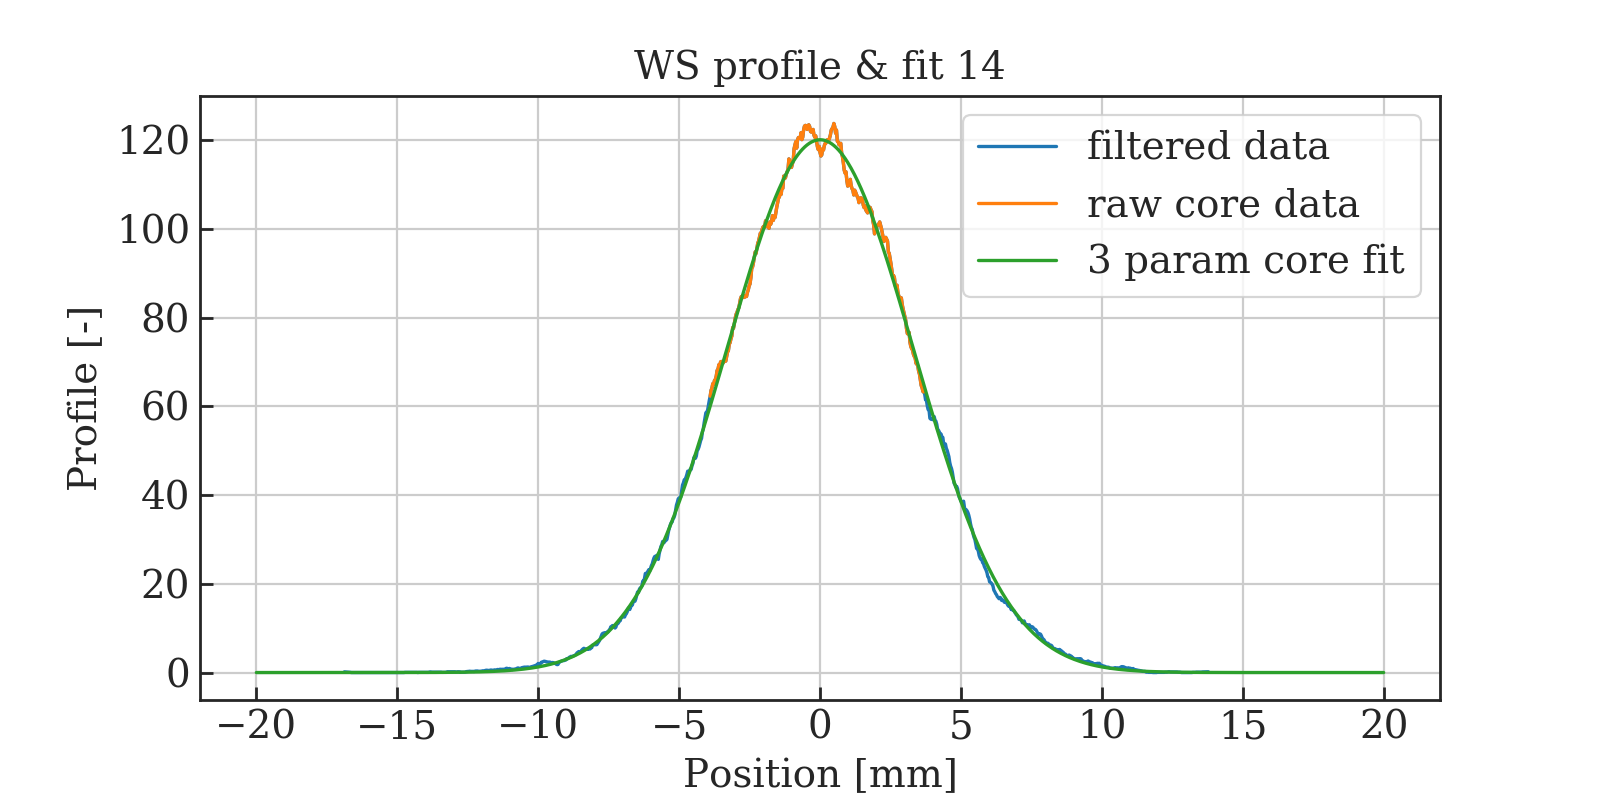 WS profile & fit 14
filtered data
raw core data
3 param core fit
Profile [-]
120
100
80
60
40
20
0
−20 −15 −10 −5 0 5 10 15 20
Position [mm]